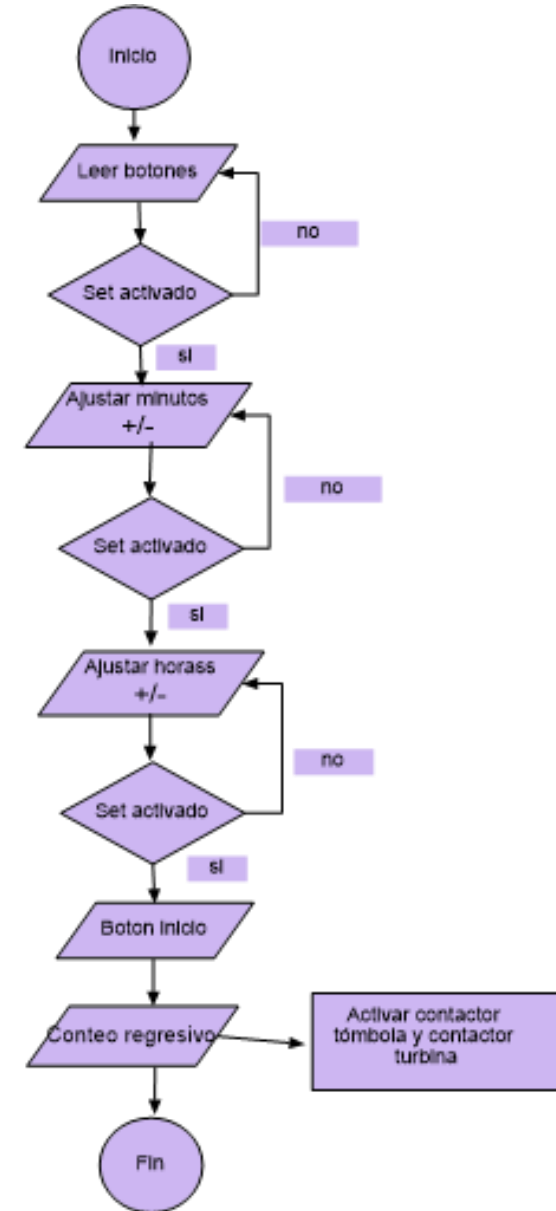 Inicio
Leer botones
no
Set activado
si
Ajustar minutos
+/-
no
Set activado
si
Ajustar horass
+/-
no
Set activado
si
Boton inicio
Conteo regresivo
Activar contactor
tómbola y contactor
turbina
Fin